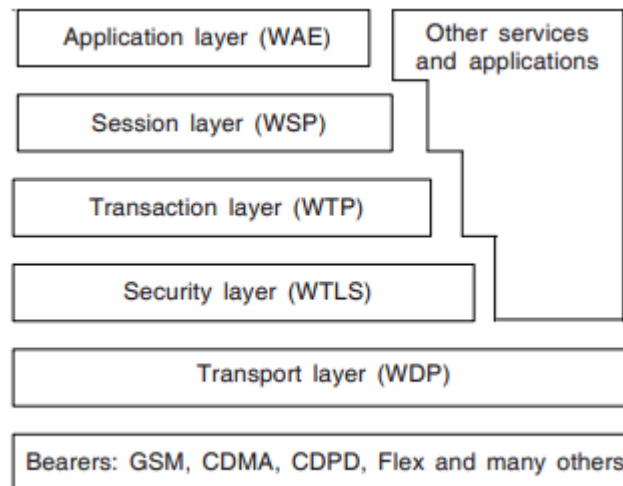 Application layer (WAE)
Other services
and applications
Session layer (WSP)
Transaction layer (WTP)
Security layer (WTLS)
Transport layer (WDP)
Bearers: GSM, CDMA, CDPD, Flex and many others